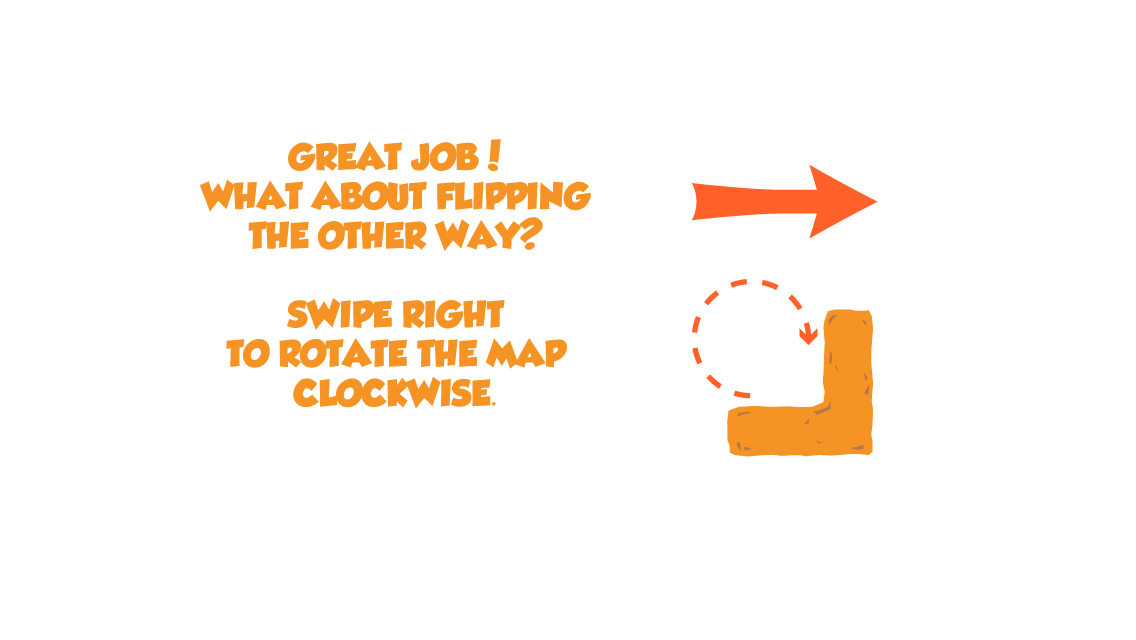 GREAT JOB!
WHAT ABOUT FLIPPING
THE OTHER WAY?
SWIPE RIGHT
TO ROTATE THE MAP
CLOCKWISE.